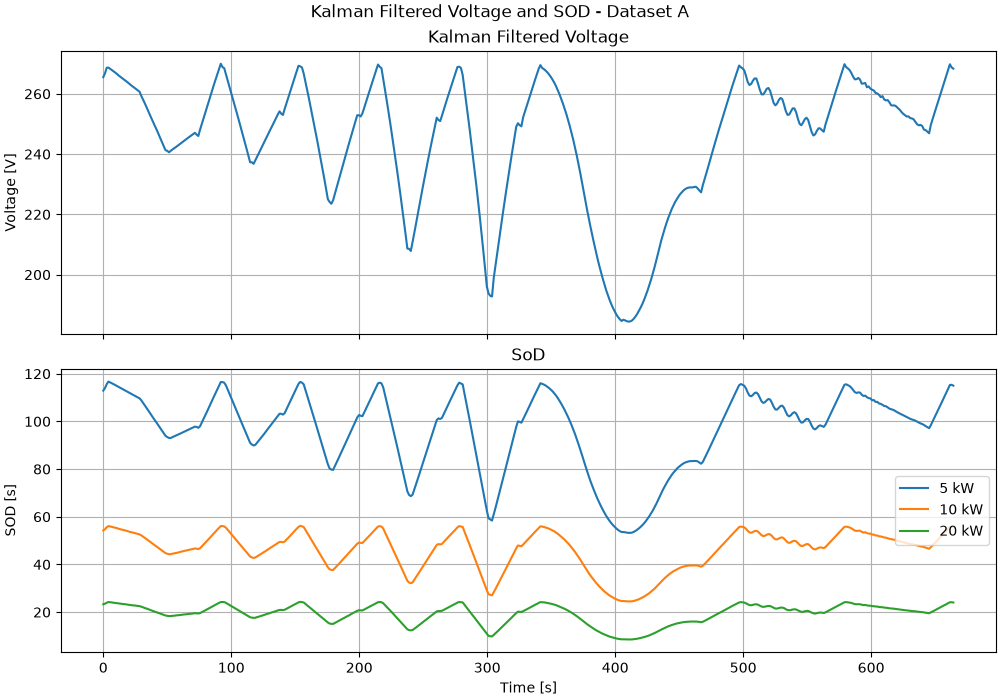 Kalman Filtered Voltage and SOD - Dataset A
Kalman Filtered Voltage
260
240
220
200
Voltage [V]
SoD
120
100
80
60
40
20
SOD [s]
5 kW
10 kW
20 kW
0 100 200 300 400 500 600
Time [s]